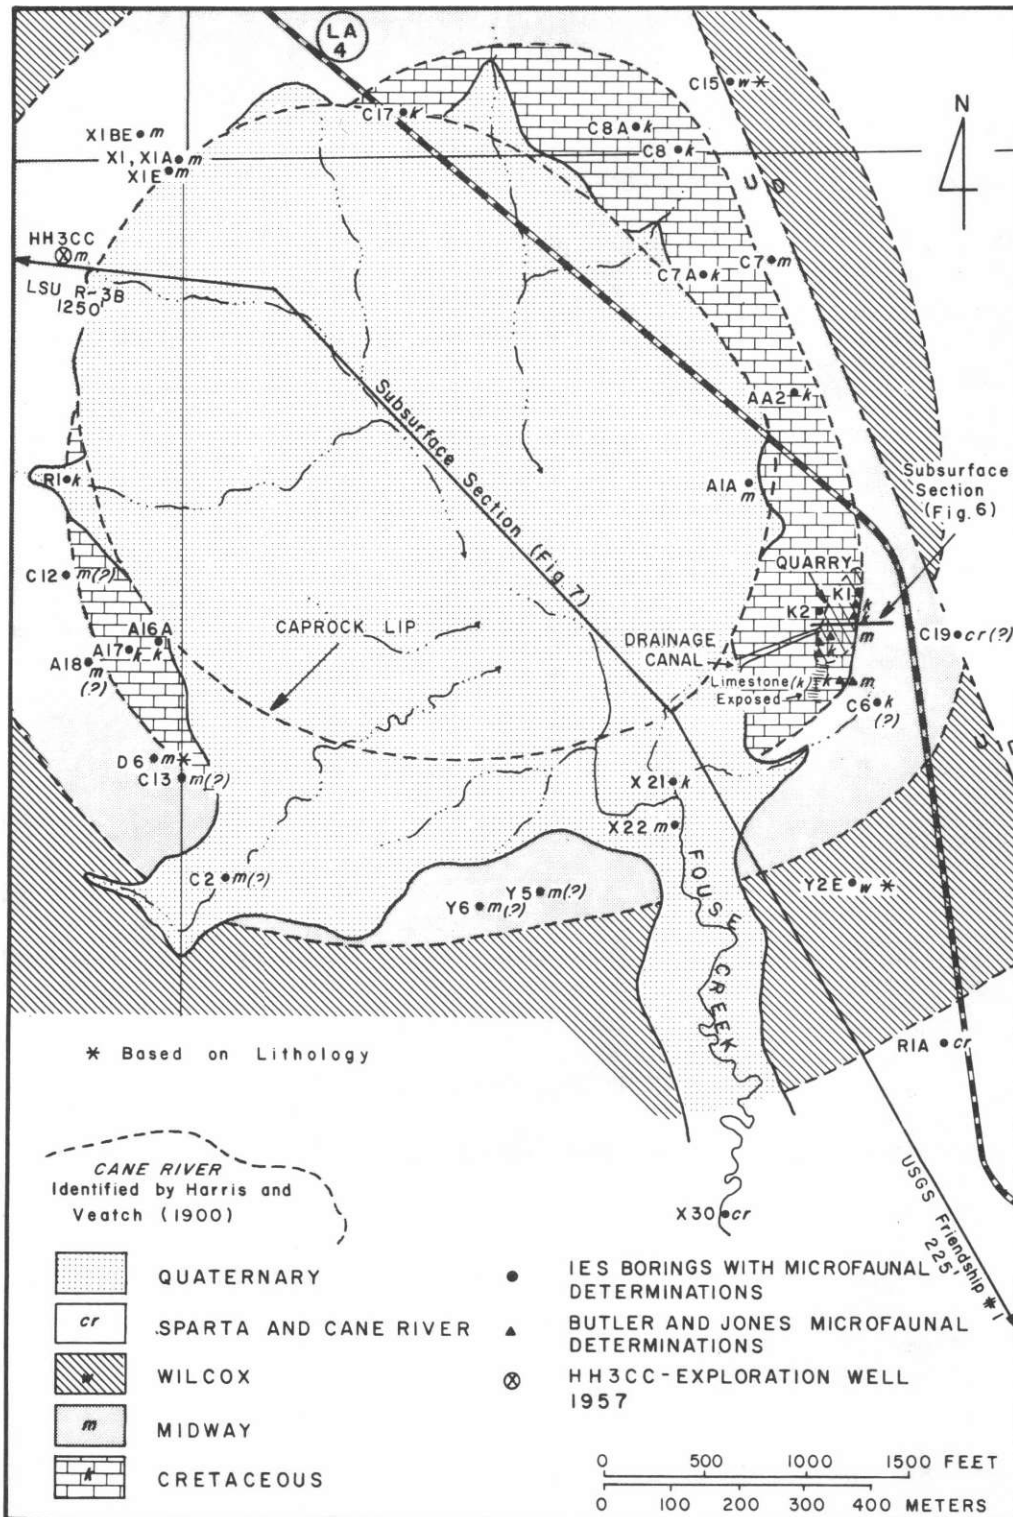 LA
4
C15 w *
C17 k
C8A k
C8 k
N
X1BE m
X1, X1A m
X1E m
U D
HH3CC
m
LSU R-3B
1250'
C7 m
C7A k
AA2 k
Subsurface Section (Fig 7)
Subsurface
Section
(Fig. 6)
R1 k
A1A
m
QUARRY
C12 m(?)
K1
k
K2
k
m
C19 cr(?)
A16A
k
A17 k
A18 m
(?)
CAPROCK LIP
DRAINAGE
CANAL
Limestone (k)
Exposed
k m
C6 k
(?)
U D
D6 m *
C13 m(?)
X21 k
X22 m
C2 m(?)
Y5 m(?)
Y6 m(?)
Y2E w *
FOUSE CREEK
* Based on Lithology
R1A cr
CANE RIVER
Identified by Harris and
Veatch (1900)
X30 cr
USGS Friendship #1
225'
QUATERNARY
cr SPARTA AND CANE RIVER
w WILCOX
m MIDWAY
k CRETACEOUS
IES BORINGS WITH MICROFAUNAL
DETERMINATIONS
BUTLER AND JONES MICROFAUNAL
DETERMINATIONS
HH3CC-EXPLORATION WELL
1957
0 500 1000 1500 FEET
0 100 200 300 400 METERS